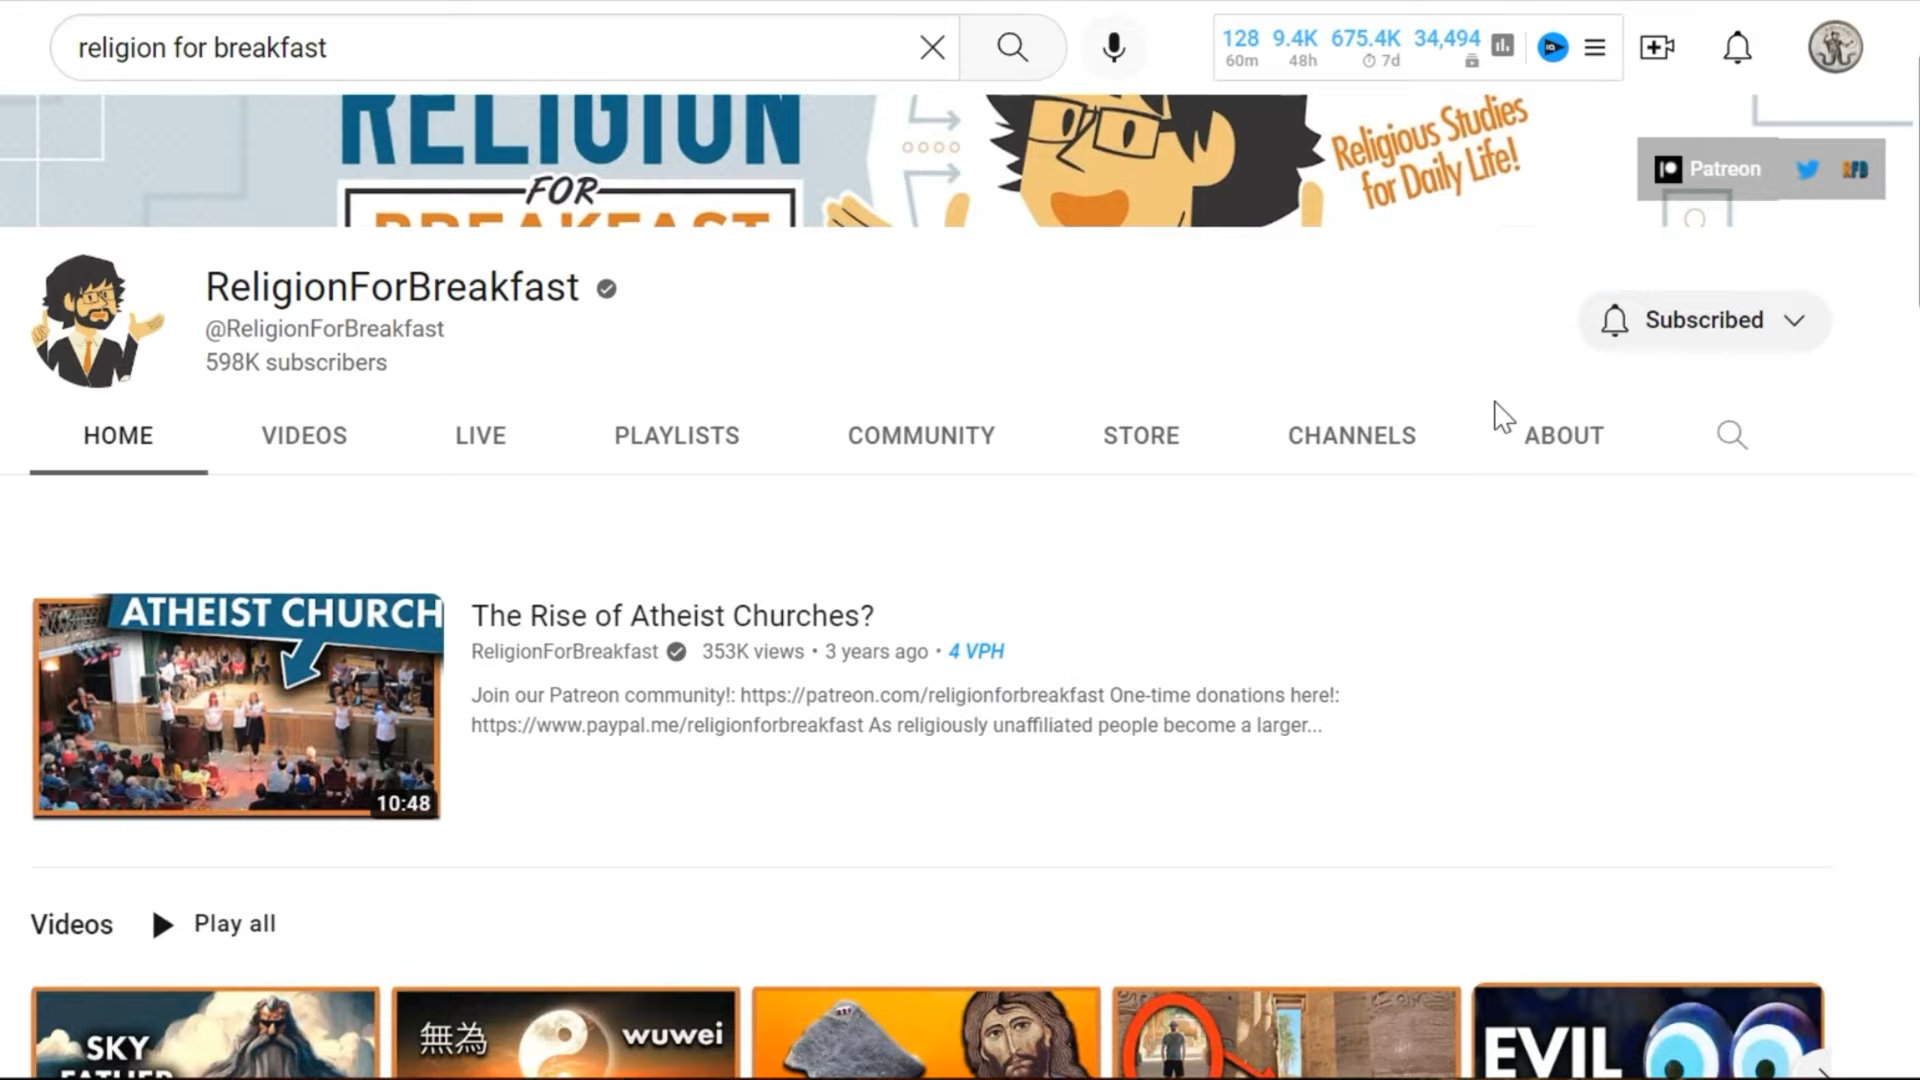 religion for breakfast
128 9.4K 675.4K 34,494
60m 48h 7d
RELIGION
FOR
BREAKFAST
Religious Studies
for Daily Life!
Patreon
RFB
ReligionForBreakfast
@ReligionForBreakfast
598K subscribers
Subscribed
HOME VIDEOS LIVE PLAYLISTS COMMUNITY STORE CHANNELS ABOUT
ATHEIST CHURCH
10:48
The Rise of Atheist Churches?
ReligionForBreakfast 353K views • 3 years ago • 4 VPH
Join our Patreon community!: https://patreon.com/religionforbreakfast One-time donations here!:
https://www.paypal.me/religionforbreakfast As religiously unaffiliated people become a larger...
Videos Play all
SKY
FATHER
無為 wuwei
EVIL